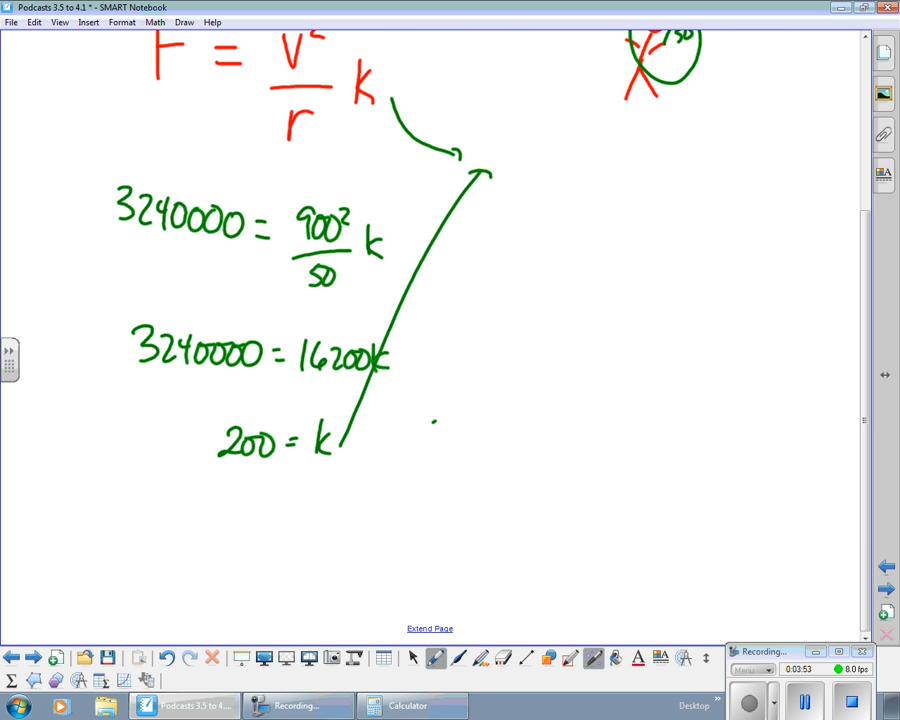 Podcasts 3.5 to 4.1 * - SMART Notebook
File Edit View Insert Format Math Draw Help
F = v² / r k
3240000 = 900² / 50 k
3240000 = 16200k
200 = k
Extend Page
Recording...
Menu
0:03:53
8.0 fps
Podcasts 3.5 to 4....
Recording...
Calculator
Desktop